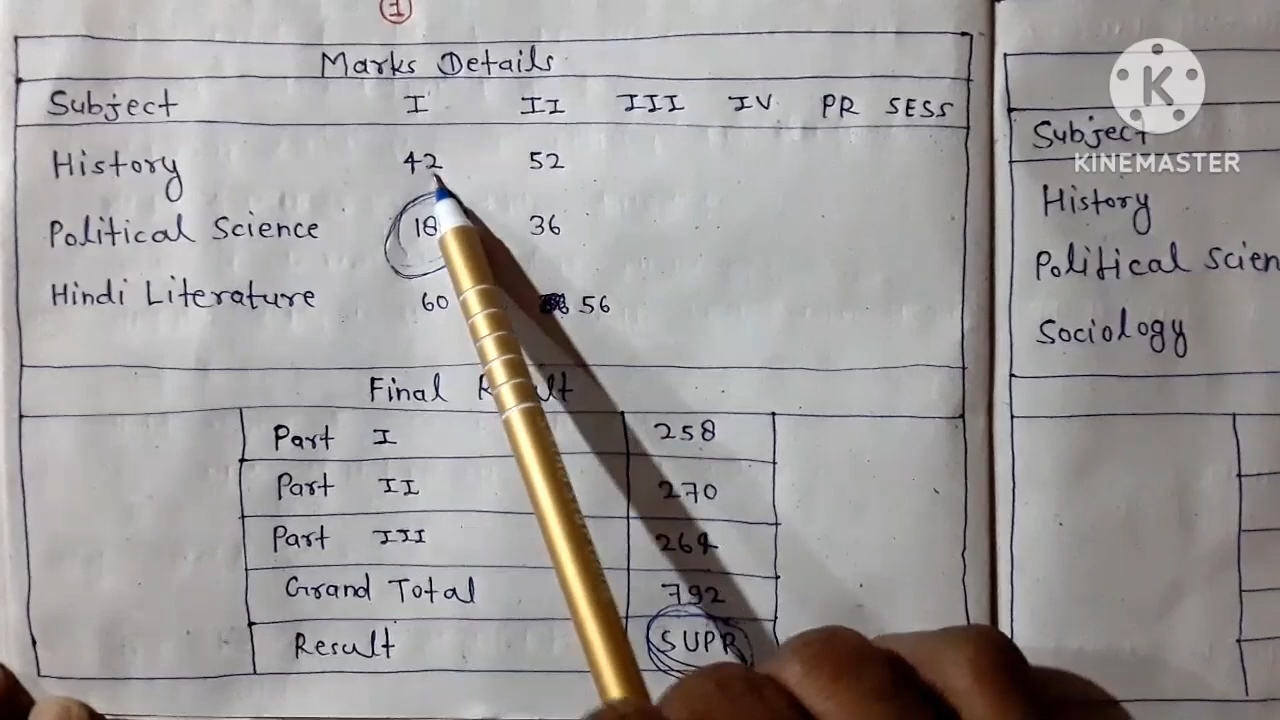 1
Marks Details
Subject I II III IV PR SESS
History 42 52
Political Science 18 36
Hindi Literature 60 56
Final
Part I 258
Part II 270
Part III 264
Grand Total 792
Result SUPR
K
KINEMASTER
Subject
History
Political Scien
Sociology